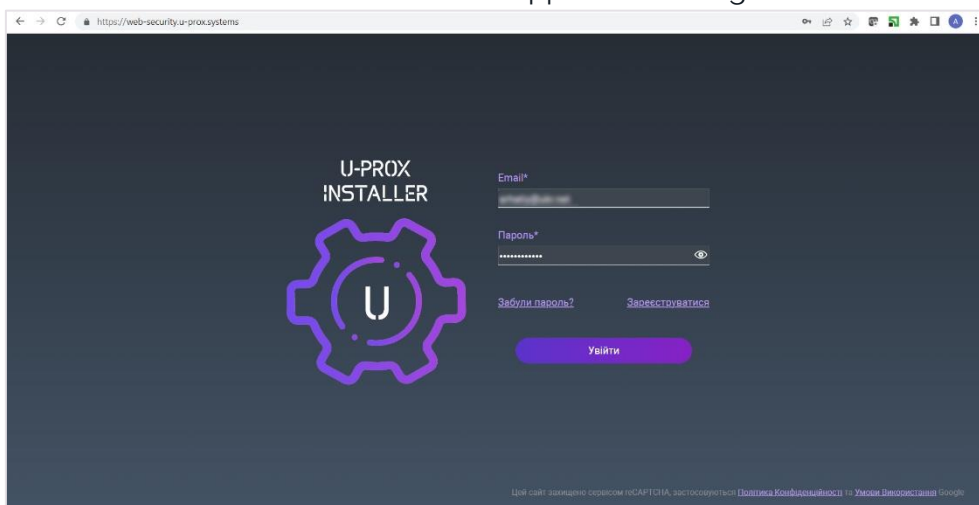 https://web-security.u-prox.systems
A
U-PROX
INSTALLER
U
Email*
Пароль*
Забули пароль?
Зареєструватися
Увійти
Цей сайт захищено сервісом reCAPTCHA, застосовуються Політика Конфіденційності та Умови Використання Google